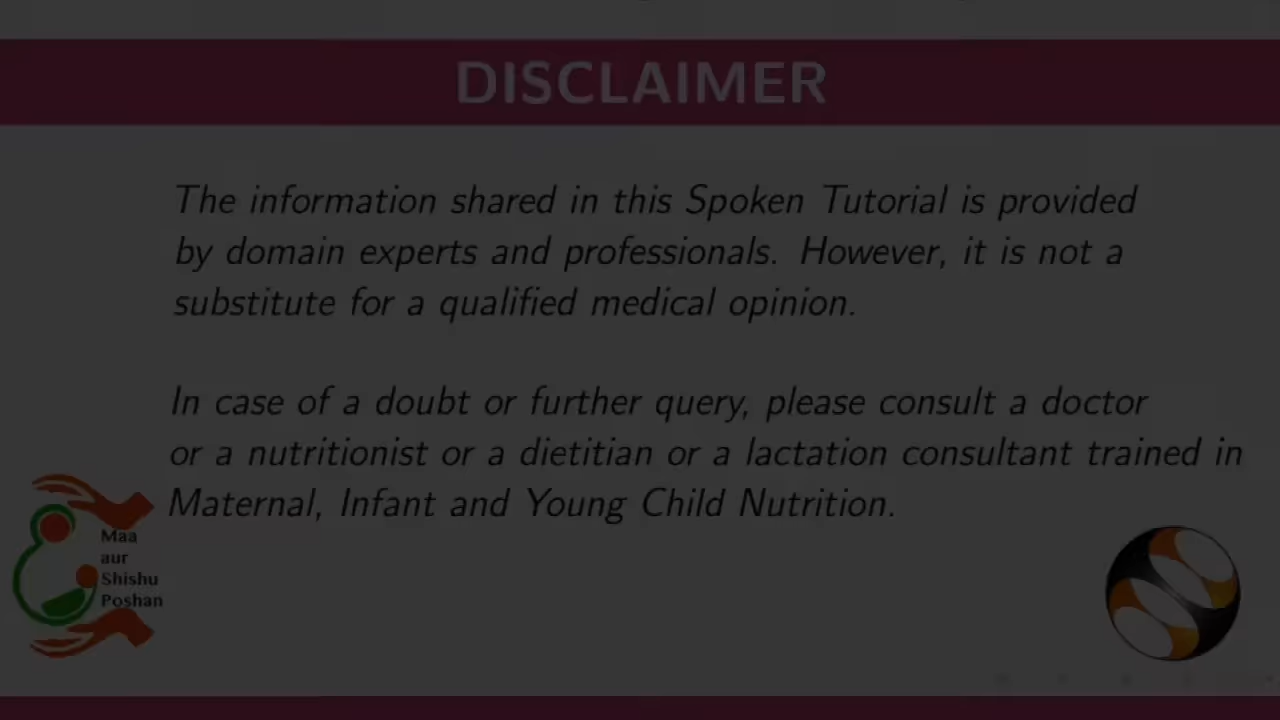 DISCLAIMER
The information shared in this Spoken Tutorial is provided
by domain experts and professionals. However, it is not a
substitute for a qualified medical opinion.
In case of a doubt or further query, please consult a doctor
or a nutritionist or a dietitian or a lactation consultant trained in
Maternal, Infant and Young Child Nutrition.
Maa
aur
Shishu
Poshan